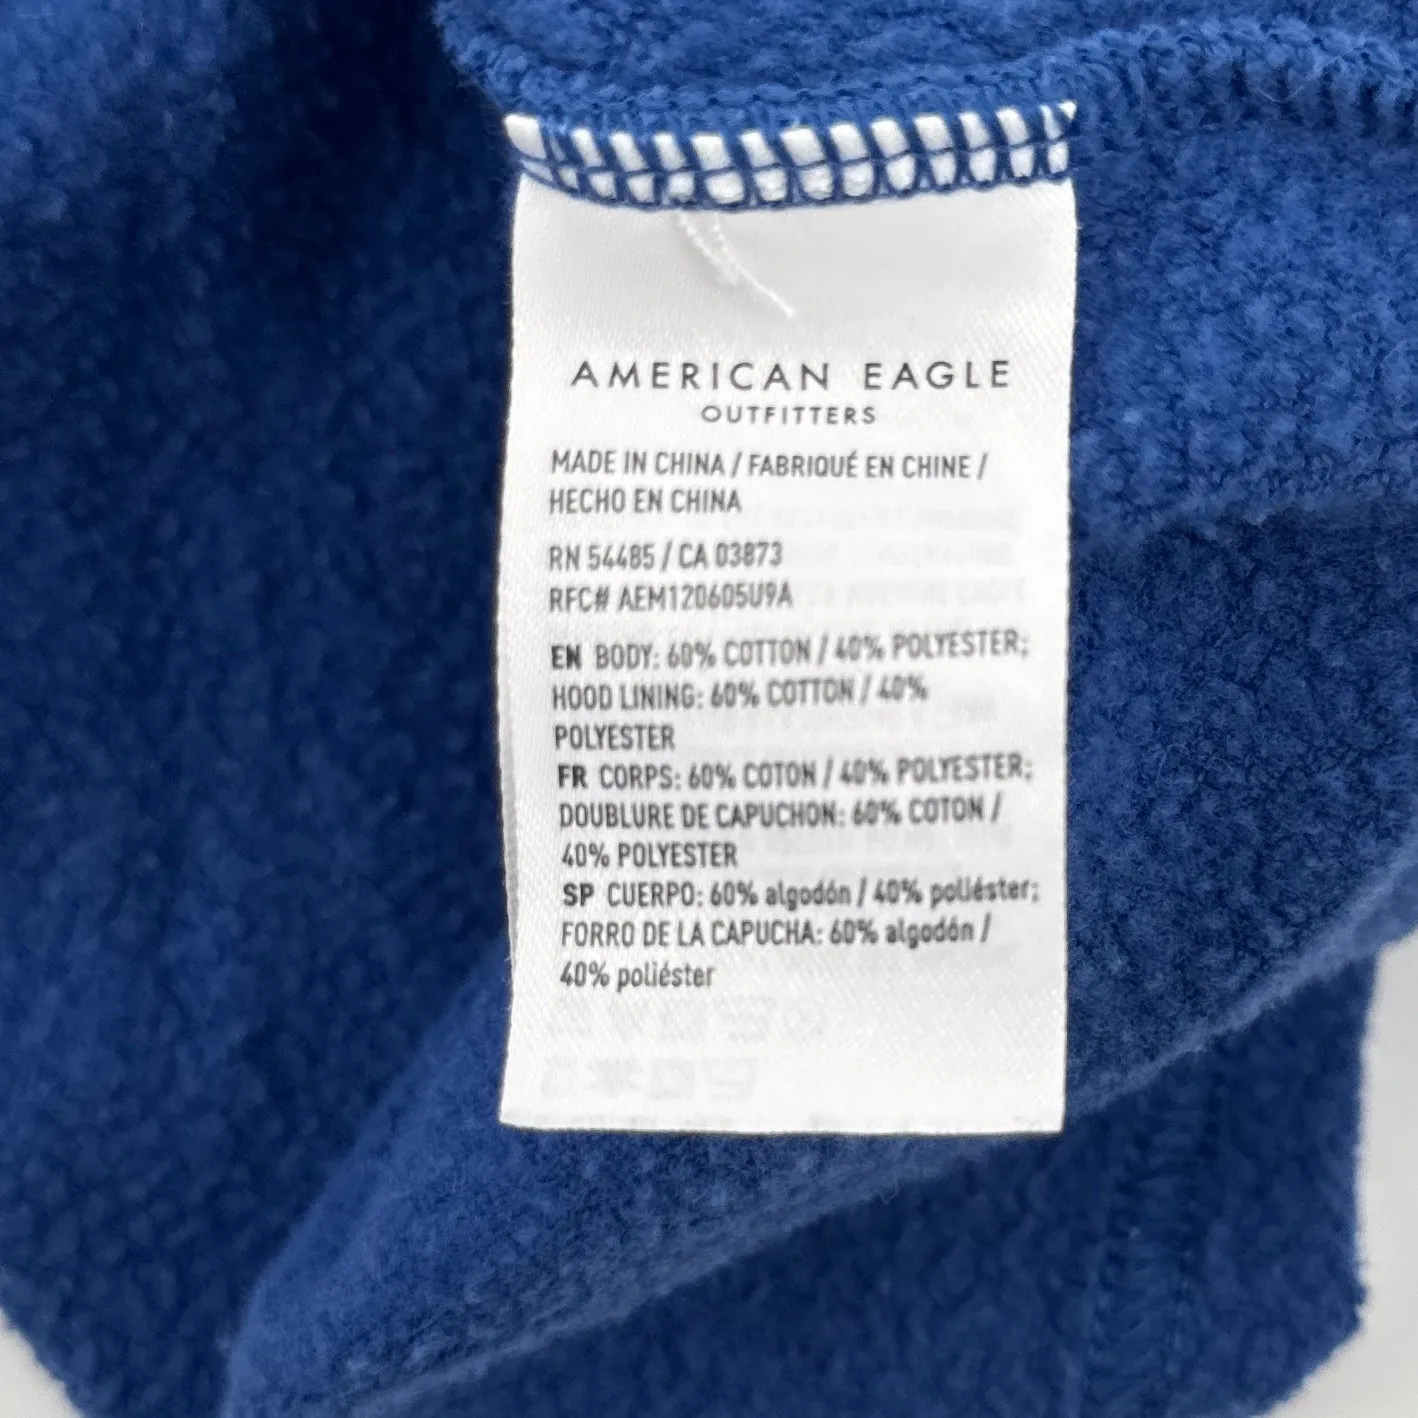 AMERICAN EAGLE
OUTFITTERS
MADE IN CHINA / FABRIQUÉ EN CHINE /
HECHO EN CHINA
RN 54485 / CA 03873
RFC# AEM120605U9A
EN BODY: 60% COTTON / 40% POLYESTER;
HOOD LINING: 60% COTTON / 40%
POLYESTER
FR CORPS: 60% COTON / 40% POLYESTER;
DOUBLURE DE CAPUCHON: 60% COTON /
40% POLYESTER
SP CUERPO: 60% algodón / 40% poliéster;
FORRO DE LA CAPUCHA: 60% algodón /
40% poliéster